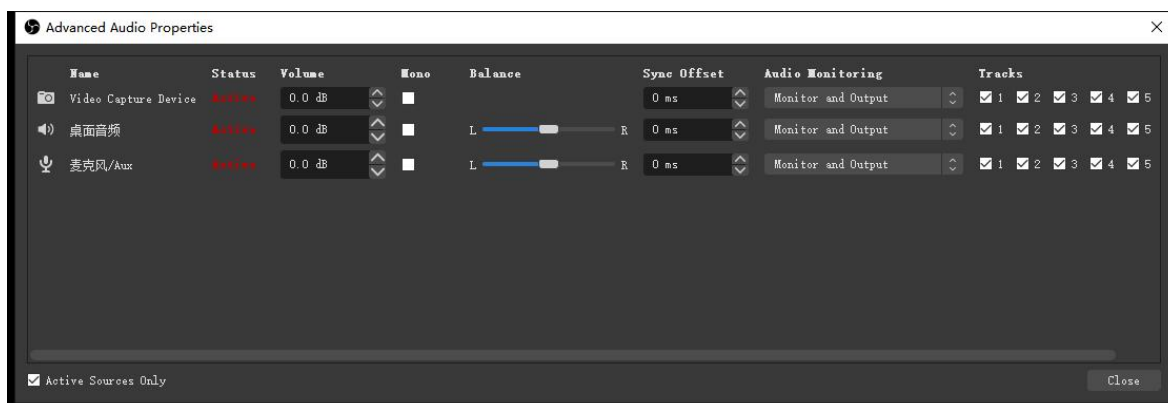 Advanced Audio Properties
Name Status Volume Mono Balance Sync Offset Audio Monitoring Tracks
Video Capture Device Active 0.0 dB 0 ms Monitor and Output 1 2 3 4 5
桌面音频 Active 0.0 dB L R 0 ms Monitor and Output 1 2 3 4 5
麦克风/Aux Active 0.0 dB L R 0 ms Monitor and Output 1 2 3 4 5
Active Sources Only Close